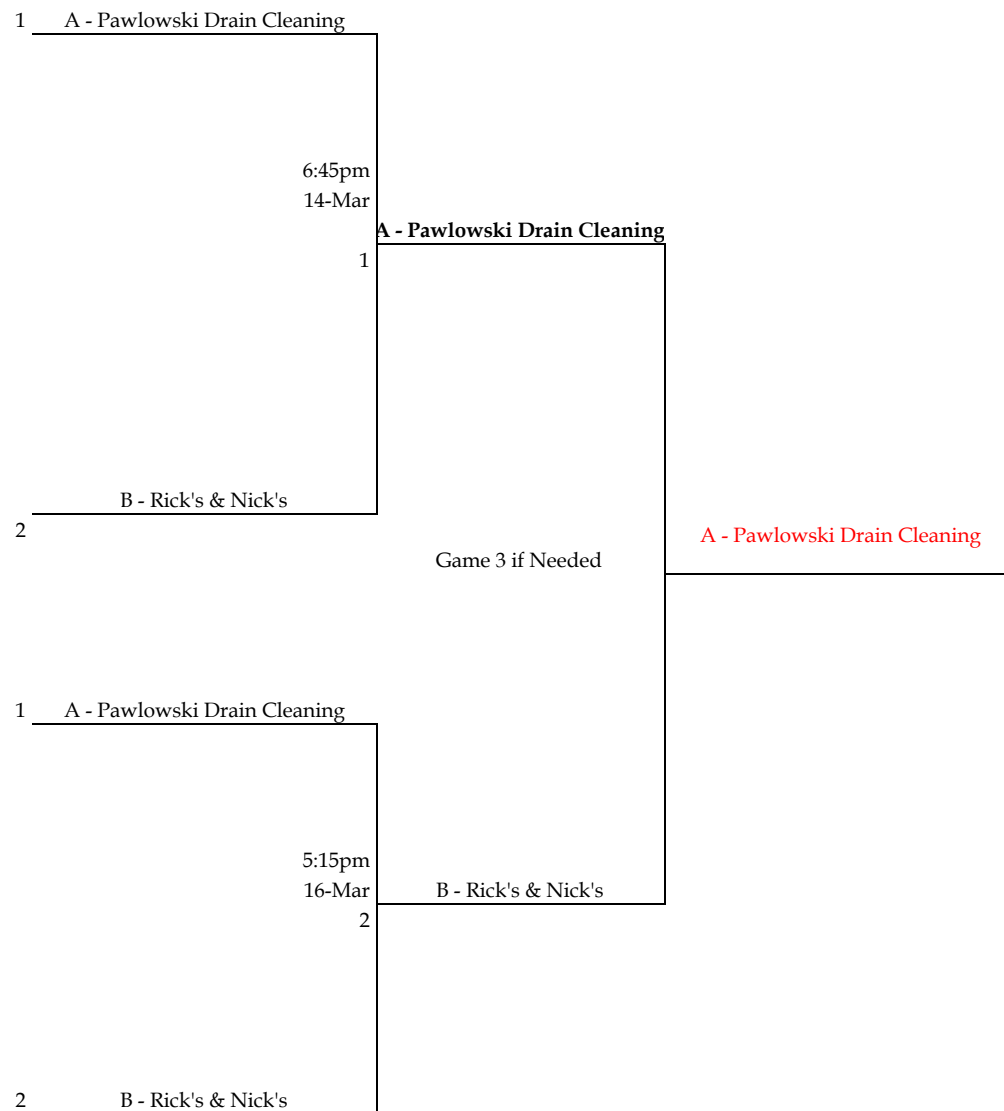 1 A - Pawlowski Drain Cleaning
6:45pm
14-Mar
A - Pawlowski Drain Cleaning
1
B - Rick's & Nick's
2
A - Pawlowski Drain Cleaning
Game 3 if Needed
1 A - Pawlowski Drain Cleaning
5:15pm
16-Mar B - Rick's & Nick's
2
2 B - Rick's & Nick's